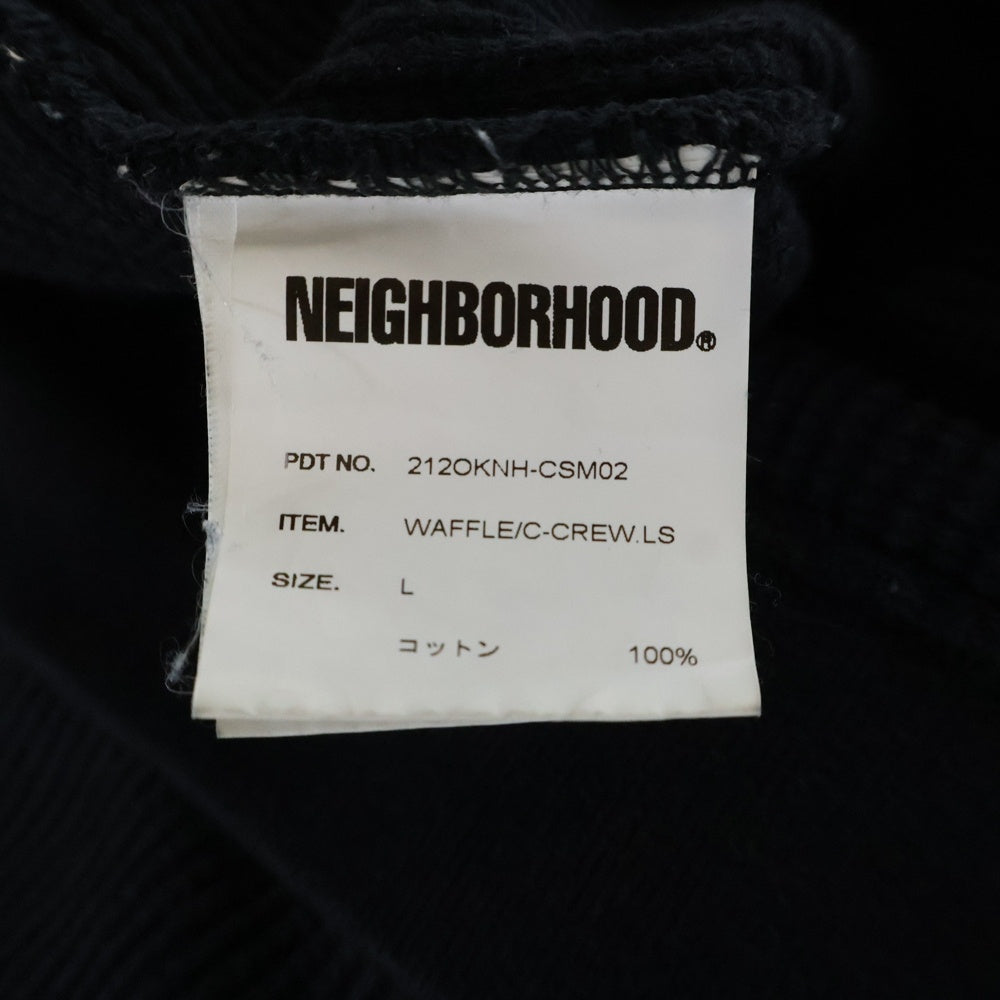 NEIGHBORHOOD®
PDT NO. 212OKNH-CSM02
ITEM. WAFFLE/C-CREW.LS
SIZE. L
コットン 100%